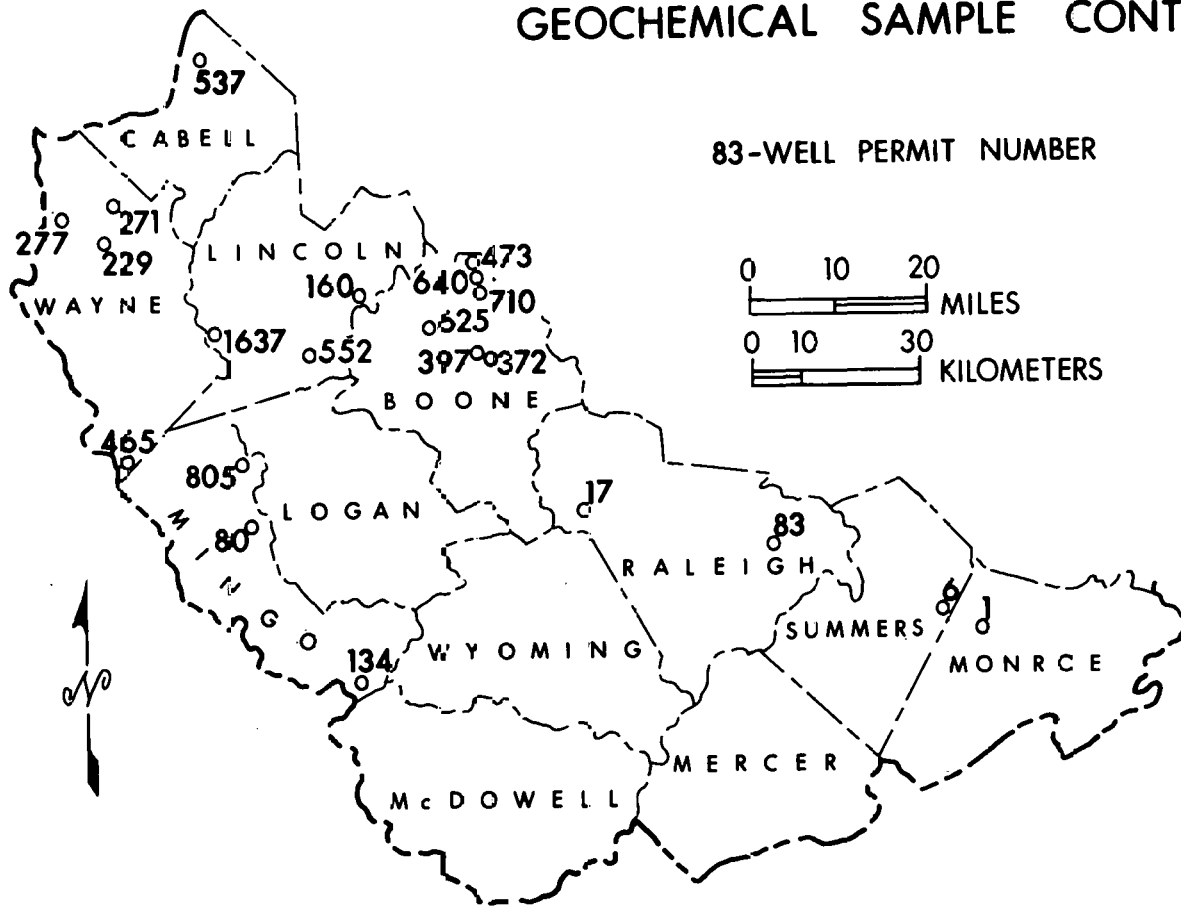 GEOCHEMICAL SAMPLE CONT
537
CABELL
83-WELL PERMIT NUMBER
271
277
229
LINCOLN
473
640
160
710
WAYNE
0 10 20
MILES
525
1637
552
397
372
0 10 30
KILOMETERS
BOONE
465
805
17
LOGAN
80
83
MINGO
RALEIGH
6
1
SUMMERS
WYOMING
134
MONRCE
N
MERCER
McDOWELL